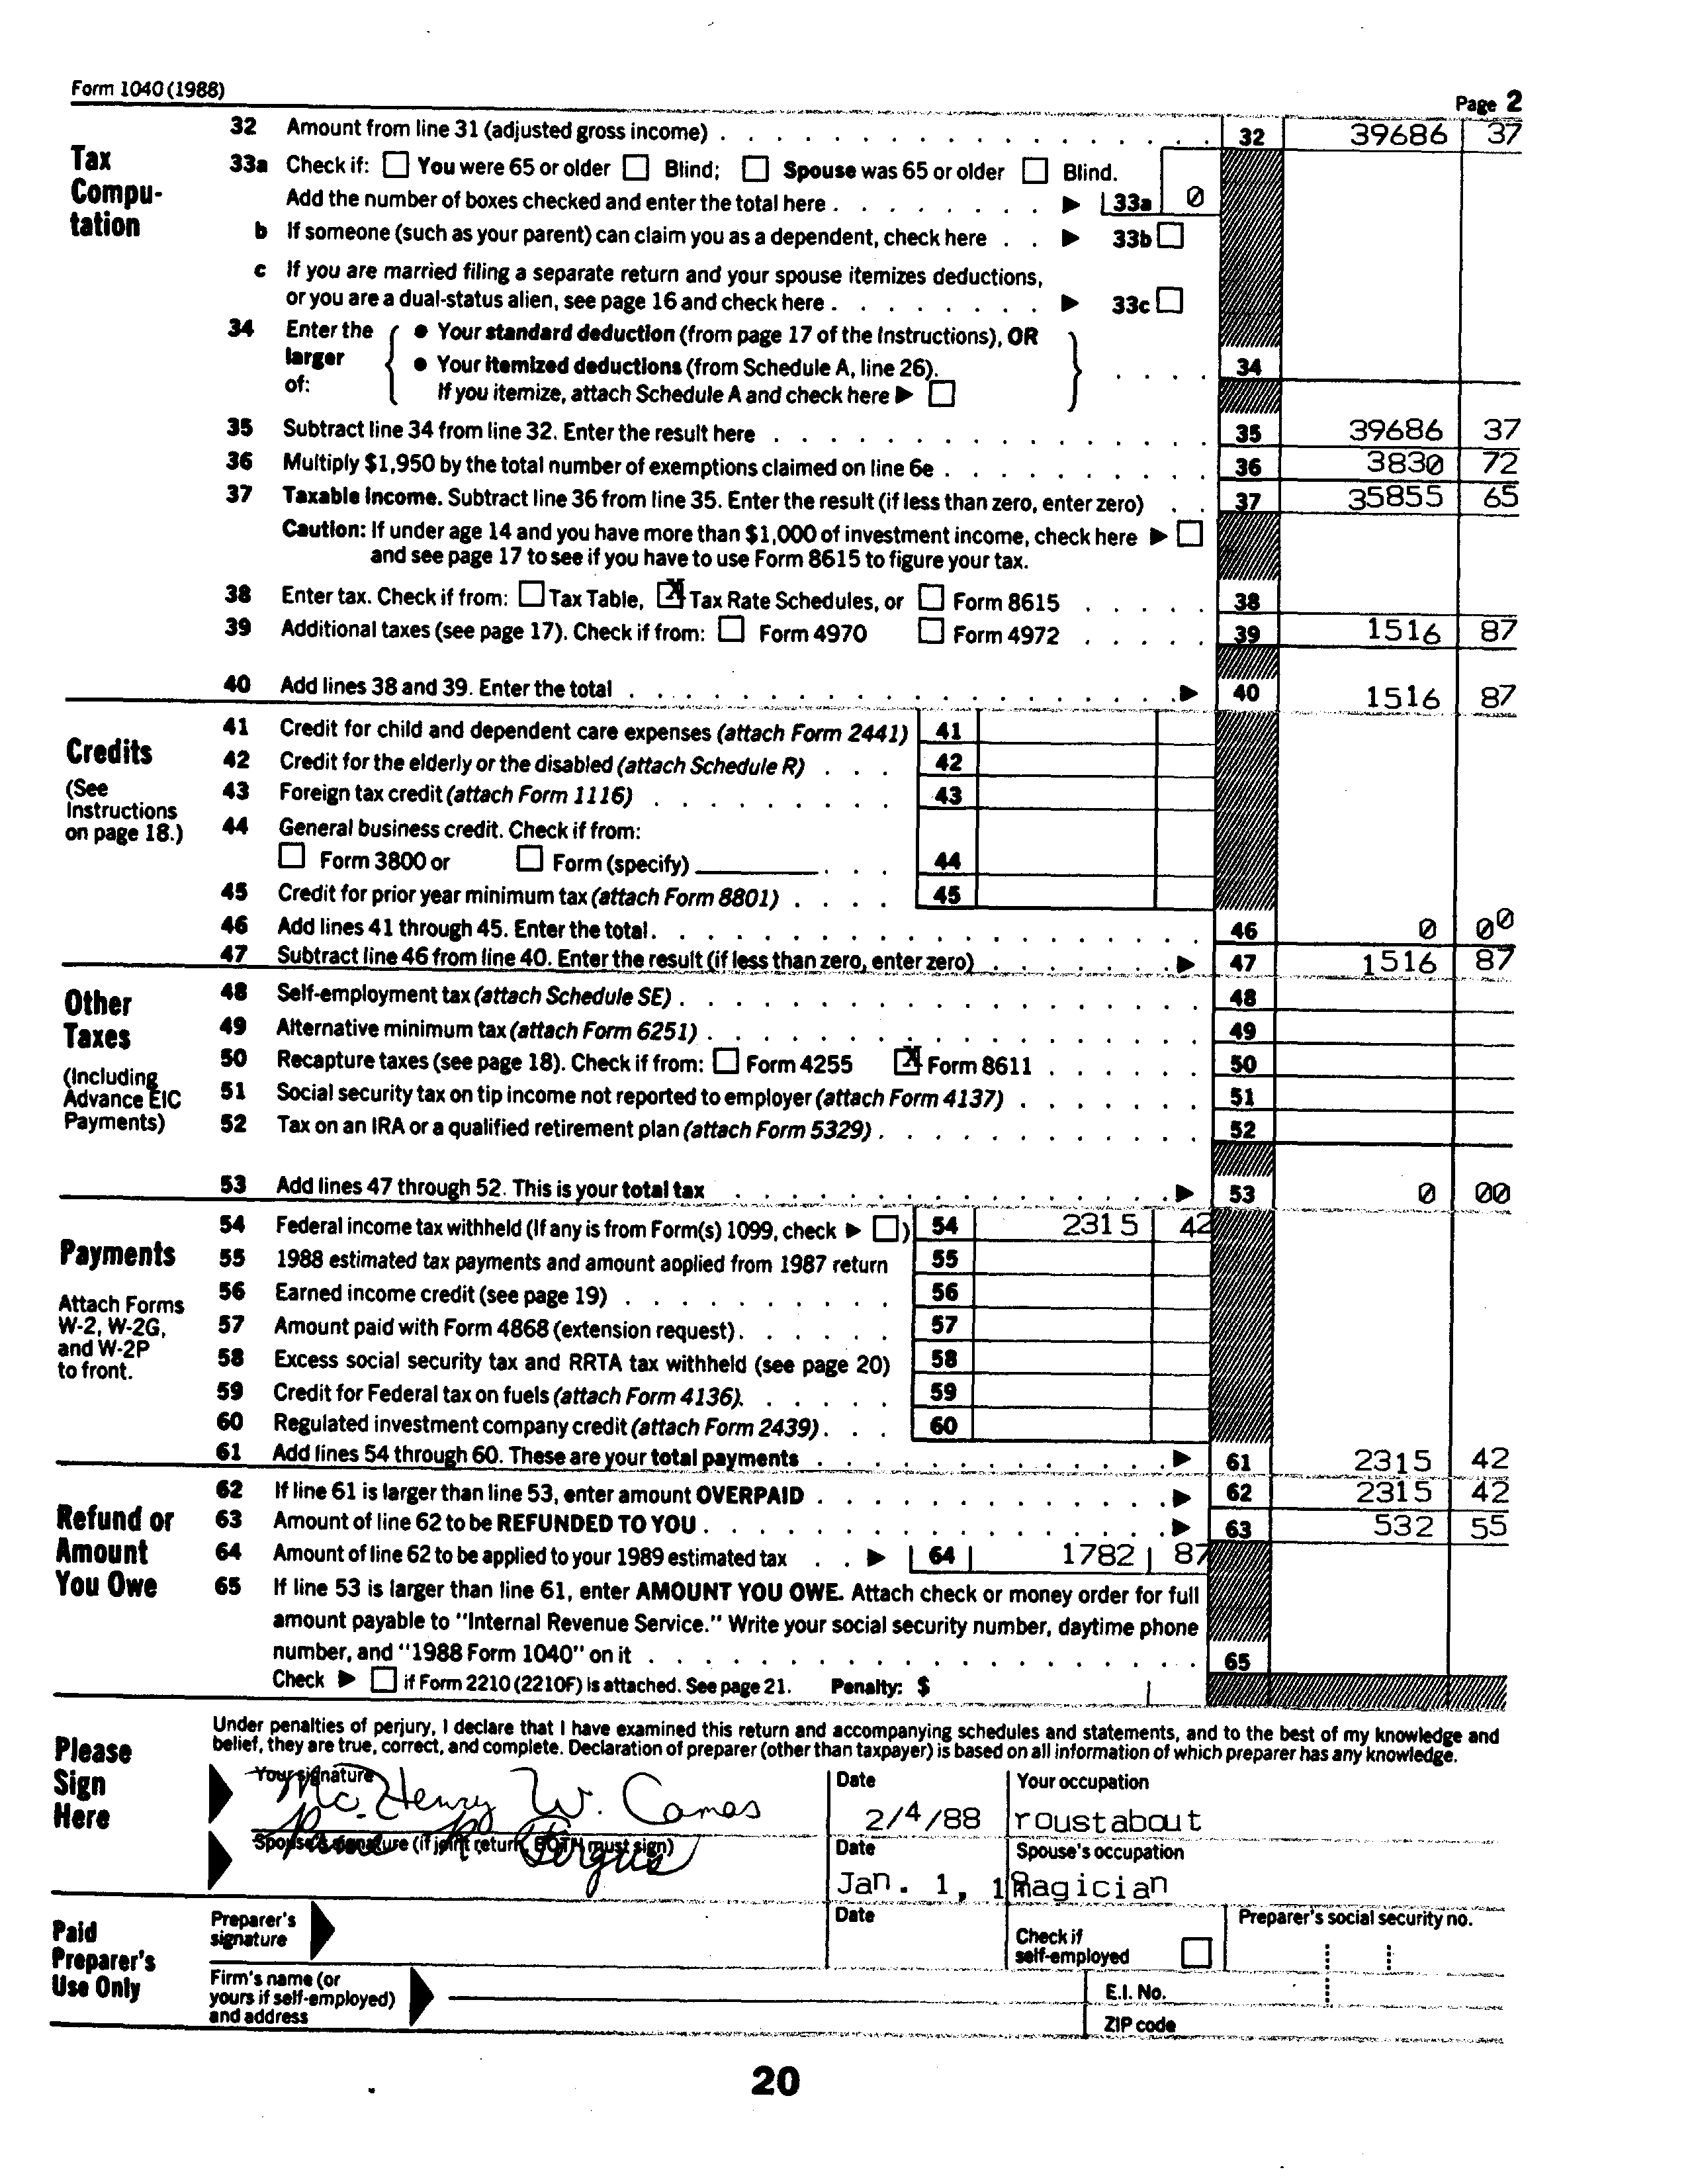 Form 1040 (1988)
Page 2
Tax Compu-tation
32 Amount from line 31 (adjusted gross income) . . . 32 39686 37
33a Check if: ☐ You were 65 or older ☐ Blind; ☐ Spouse was 65 or older ☐ Blind.
Add the number of boxes checked and enter the total here . . . ▶ 33a 0
b If someone (such as your parent) can claim you as a dependent, check here . . ▶ 33b ☐
c If you are married filing a separate return and your spouse itemizes deductions,
or you are a dual-status alien, see page 16 and check here . . . ▶ 33c ☐
34 Enter the larger of: { ● Your standard deduction (from page 17 of the Instructions), OR
● Your itemized deductions (from Schedule A, line 26).
If you itemize, attach Schedule A and check here ▶ ☐ } . . . . 34
35 Subtract line 34 from line 32. Enter the result here . . . 35 39686 37
36 Multiply $1,950 by the total number of exemptions claimed on line 6e . . . 36 3830 72
37 Taxable income. Subtract line 36 from line 35. Enter the result (if less than zero, enter zero) . . 37 35855 65
Caution: If under age 14 and you have more than $1,000 of investment income, check here ▶ ☐
and see page 17 to see if you have to use Form 8615 to figure your tax.
38 Enter tax. Check if from: ☐ Tax Table, ☒ Tax Rate Schedules, or ☐ Form 8615 . . . 38
39 Additional taxes (see page 17). Check if from: ☐ Form 4970 ☐ Form 4972 . . . 39 1516 87
40 Add lines 38 and 39. Enter the total . . . ▶ 40 1516 87
Credits
(See Instructions on page 18.)
41 Credit for child and dependent care expenses (attach Form 2441) 41
42 Credit for the elderly or the disabled (attach Schedule R) . . . 42
43 Foreign tax credit (attach Form 1116) . . . 43
44 General business credit. Check if from:
☐ Form 3800 or ☐ Form (specify) ______ . . . 44
45 Credit for prior year minimum tax (attach Form 8801) . . . . 45
46 Add lines 41 through 45. Enter the total . . . 46 0 00
47 Subtract line 46 from line 40. Enter the result (if less than zero, enter zero) . . . ▶ 47 1516 87
Other Taxes
(Including Advance EIC Payments)
48 Self-employment tax (attach Schedule SE) . . . 48
49 Alternative minimum tax (attach Form 6251) . . . 49
50 Recapture taxes (see page 18). Check if from: ☐ Form 4255 ☒ Form 8611 . . . 50
51 Social security tax on tip income not reported to employer (attach Form 4137) . . . 51
52 Tax on an IRA or a qualified retirement plan (attach Form 5329) . . . 52
53 Add lines 47 through 52. This is your total tax . . . ▶ 53 0 00
Payments
Attach Forms W-2, W-2G, and W-2P to front.
54 Federal income tax withheld (If any is from Form(s) 1099, check ▶ ☐) 54 2315 42
55 1988 estimated tax payments and amount applied from 1987 return 55
56 Earned income credit (see page 19) . . . 56
57 Amount paid with Form 4868 (extension request) . . . 57
58 Excess social security tax and RRTA tax withheld (see page 20) 58
59 Credit for Federal tax on fuels (attach Form 4136) . . . 59
60 Regulated investment company credit (attach Form 2439) . . . 60
61 Add lines 54 through 60. These are your total payments . . . ▶ 61 2315 42
Refund or Amount You Owe
62 If line 61 is larger than line 53, enter amount OVERPAID . . . ▶ 62 2315 42
63 Amount of line 62 to be REFUNDED TO YOU . . . ▶ 63 532 55
64 Amount of line 62 to be applied to your 1989 estimated tax . . ▶ 64 1782 87
65 If line 53 is larger than line 61, enter AMOUNT YOU OWE. Attach check or money order for full
amount payable to "Internal Revenue Service." Write your social security number, daytime phone
number, and "1988 Form 1040" on it . . . 65
Check ▶ ☐ if Form 2210 (2210F) is attached. See page 21. Penalty: $
Please Sign Here
Under penalties of perjury, I declare that I have examined this return and accompanying schedules and statements, and to the best of my knowledge and
belief, they are true, correct, and complete. Declaration of preparer (other than taxpayer) is based on all information of which preparer has any knowledge.
Your signature Mc. Henry W. Camas
Date 2/4/88
Your occupation roustabout
Spouse's signature (if joint return, BOTH must sign) Fergus
Date Jan. 1, 1
Spouse's occupation magician
Paid Preparer's Use Only
Preparer's signature
Date
Check if self-employed ☐
Preparer's social security no.
Firm's name (or yours if self-employed) and address
E.I. No.
ZIP code
20